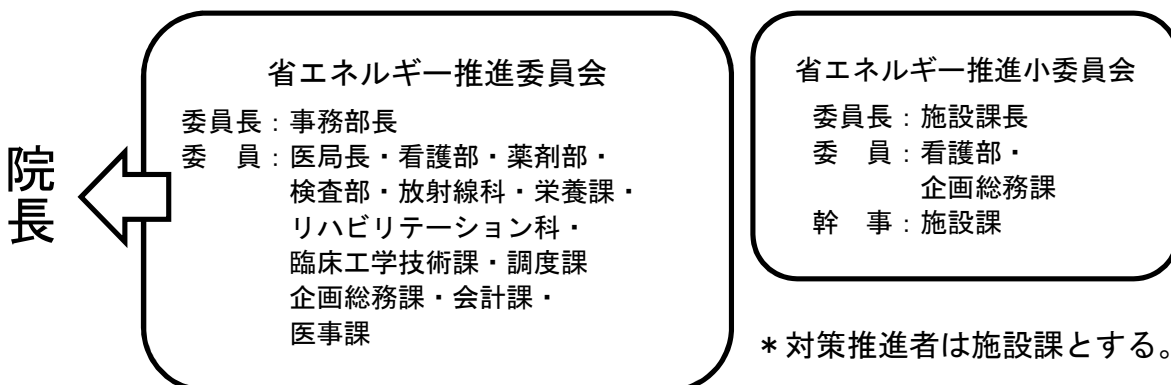 院長
省エネルギー推進委員会
委員長：事務部長
委　員：医局長・看護部・薬剤部・
検査部・放射線科・栄養課・
リハビリテーション科・
臨床工学技術課・調度課
企画総務課・会計課・
医事課
省エネルギー推進小委員会
委員長：施設課長
委　員：看護部・
企画総務課
幹　事：施設課
＊対策推進者は施設課とする。